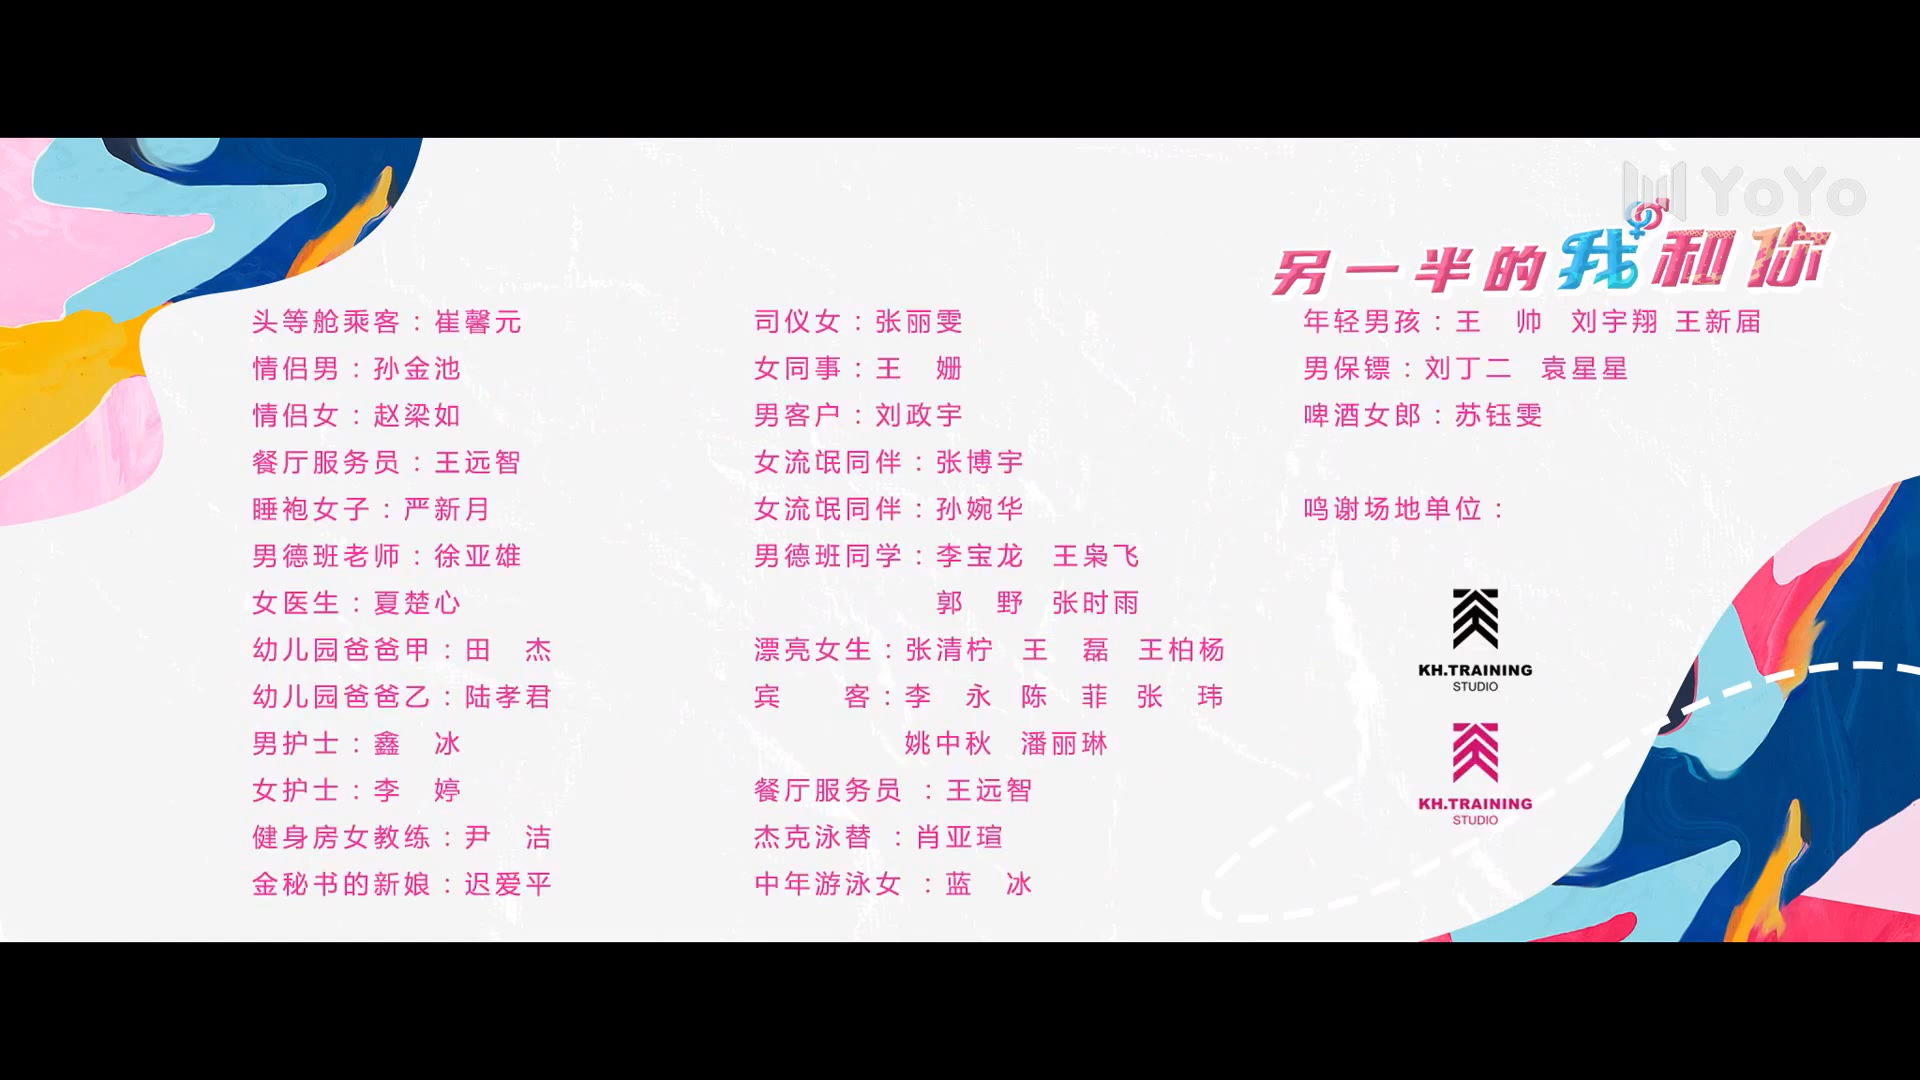 YoYo
另一半的我和你
头等舱乘客：崔馨元
情侣男：孙金池
情侣女：赵梁如
餐厅服务员：王远智
睡袍女子：严新月
男德班老师：徐亚雄
女医生：夏楚心
幼儿园爸爸甲：田　杰
幼儿园爸爸乙：陆孝君
男护士：鑫　冰
女护士：李　婷
健身房女教练：尹　洁
金秘书的新娘：迟爱平
司仪女：张丽雯
女同事：王　姗
男客户：刘政宇
女流氓同伴：张博宇
女流氓同伴：孙婉华
男德班同学：李宝龙　王枭飞
郭　野　张时雨
漂亮女生：张清柠　王　磊　王柏杨
宾　　客：李　永　陈　菲　张　玮
姚中秋　潘丽琳
餐厅服务员 ：王远智
杰克泳替 ：肖亚瑄
中年游泳女 ：蓝　冰
年轻男孩：王　帅　刘宇翔 王新届
男保镖：刘丁二　袁星星
啤酒女郎：苏钰雯
鸣谢场地单位：
KH.TRAINING
STUDIO
KH.TRAINING
STUDIO